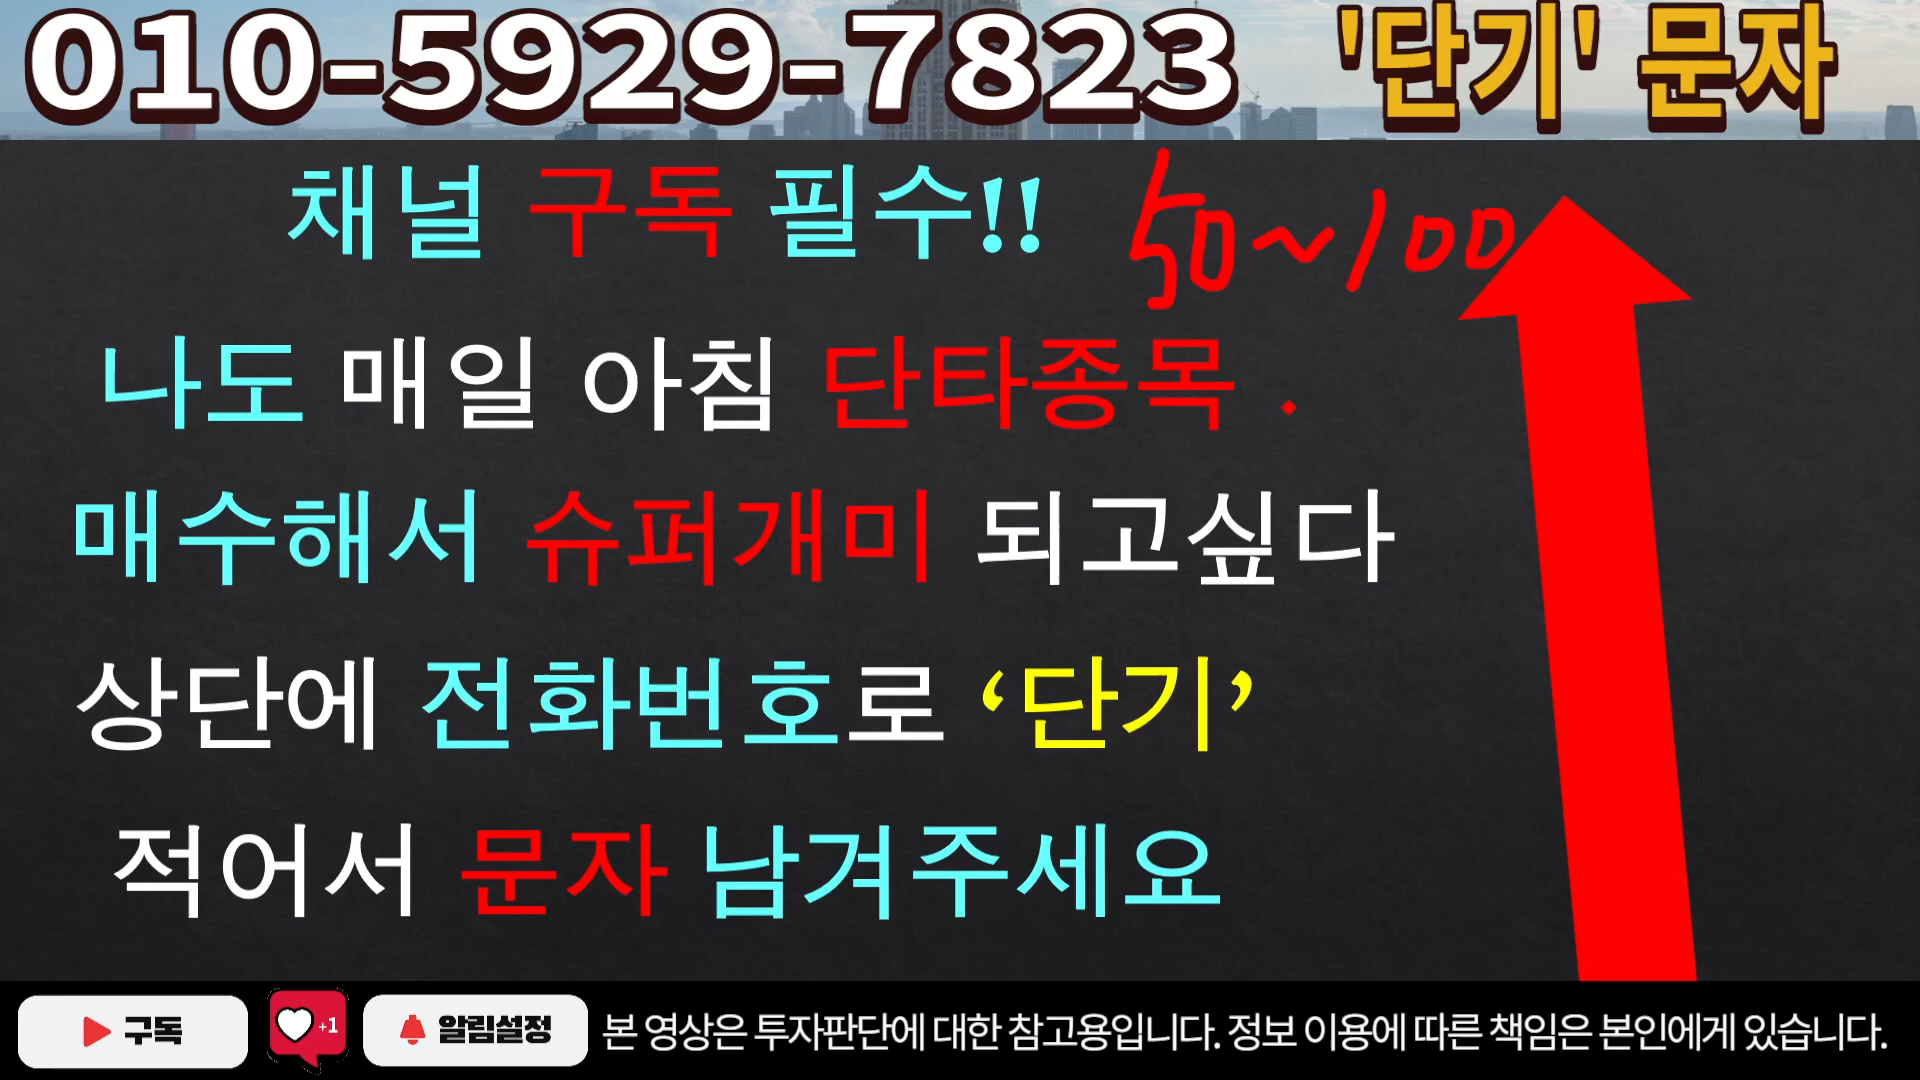 010-5929-7823 '단기' 문자
채널 구독 필수!! 50~100
나도 매일 아침 단타종목 .
매수해서 슈퍼개미 되고싶다
상단에 전화번호로 ‘단기’
적어서 문자 남겨주세요
구독 +1 알림설정 본 영상은 투자판단에 대한 참고용입니다. 정보 이용에 따른 책임은 본인에게 있습니다.